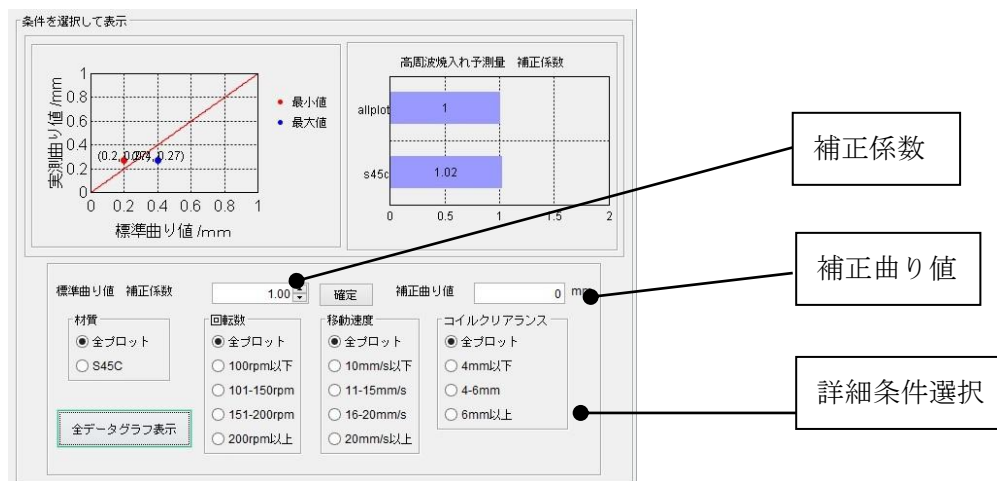 条件を選択して表示
実測曲り値 /mm
1
0.8
0.6
0.4
0.2
0
(0.2, 0.27)
(0.4, 0.27)
0 0.2 0.4 0.6 0.8 1
標準曲り値 /mm
最小値
最大値
高周波焼入れ予測量 補正係数
allplot
1
s45c
1.02
0 0.5 1 1.5 2
補正係数
補正曲り値
詳細条件選択
標準曲り値 補正係数 1.00 確定 補正曲り値 0 mm
材質
全プロット
S45C
全データグラフ表示
回転数
全プロット
100rpm以下
101-150rpm
151-200rpm
200rpm以上
移動速度
全プロット
10mm/s以下
11-15mm/s
16-20mm/s
20mm/s以上
コイルクリアランス
全プロット
4mm以下
4-6mm
6mm以上